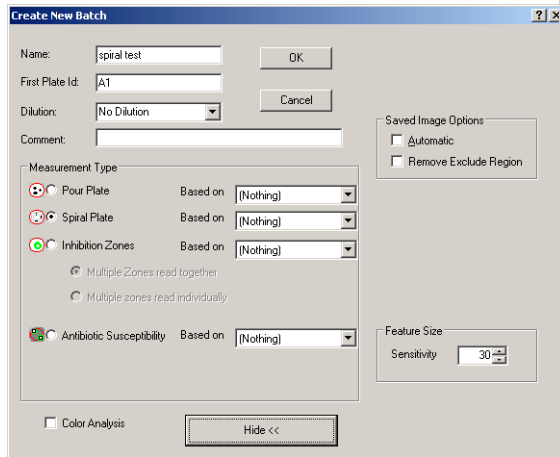 Create New Batch
Name: spiral test OK
First Plate Id: A1
Cancel
Dilution: No Dilution
Comment:
Saved Image Options
Automatic
Remove Exclude Region
Measurement Type
Pour Plate Based on (Nothing)
Spiral Plate Based on (Nothing)
Inhibition Zones Based on (Nothing)
Multiple Zones read together
Multiple zones read individually
Antibiotic Susceptibility Based on (Nothing)
Feature Size
Sensitivity 30
Color Analysis
Hide <<